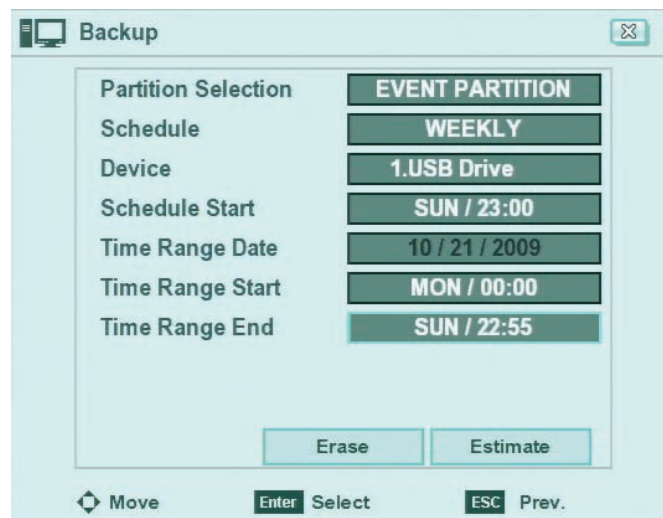 Backup
Partition Selection EVENT PARTITION
Schedule WEEKLY
Device 1.USB Drive
Schedule Start SUN / 23:00
Time Range Date 10 / 21 / 2009
Time Range Start MON / 00:00
Time Range End SUN / 22:55
Erase Estimate
Move Enter Select ESC Prev.